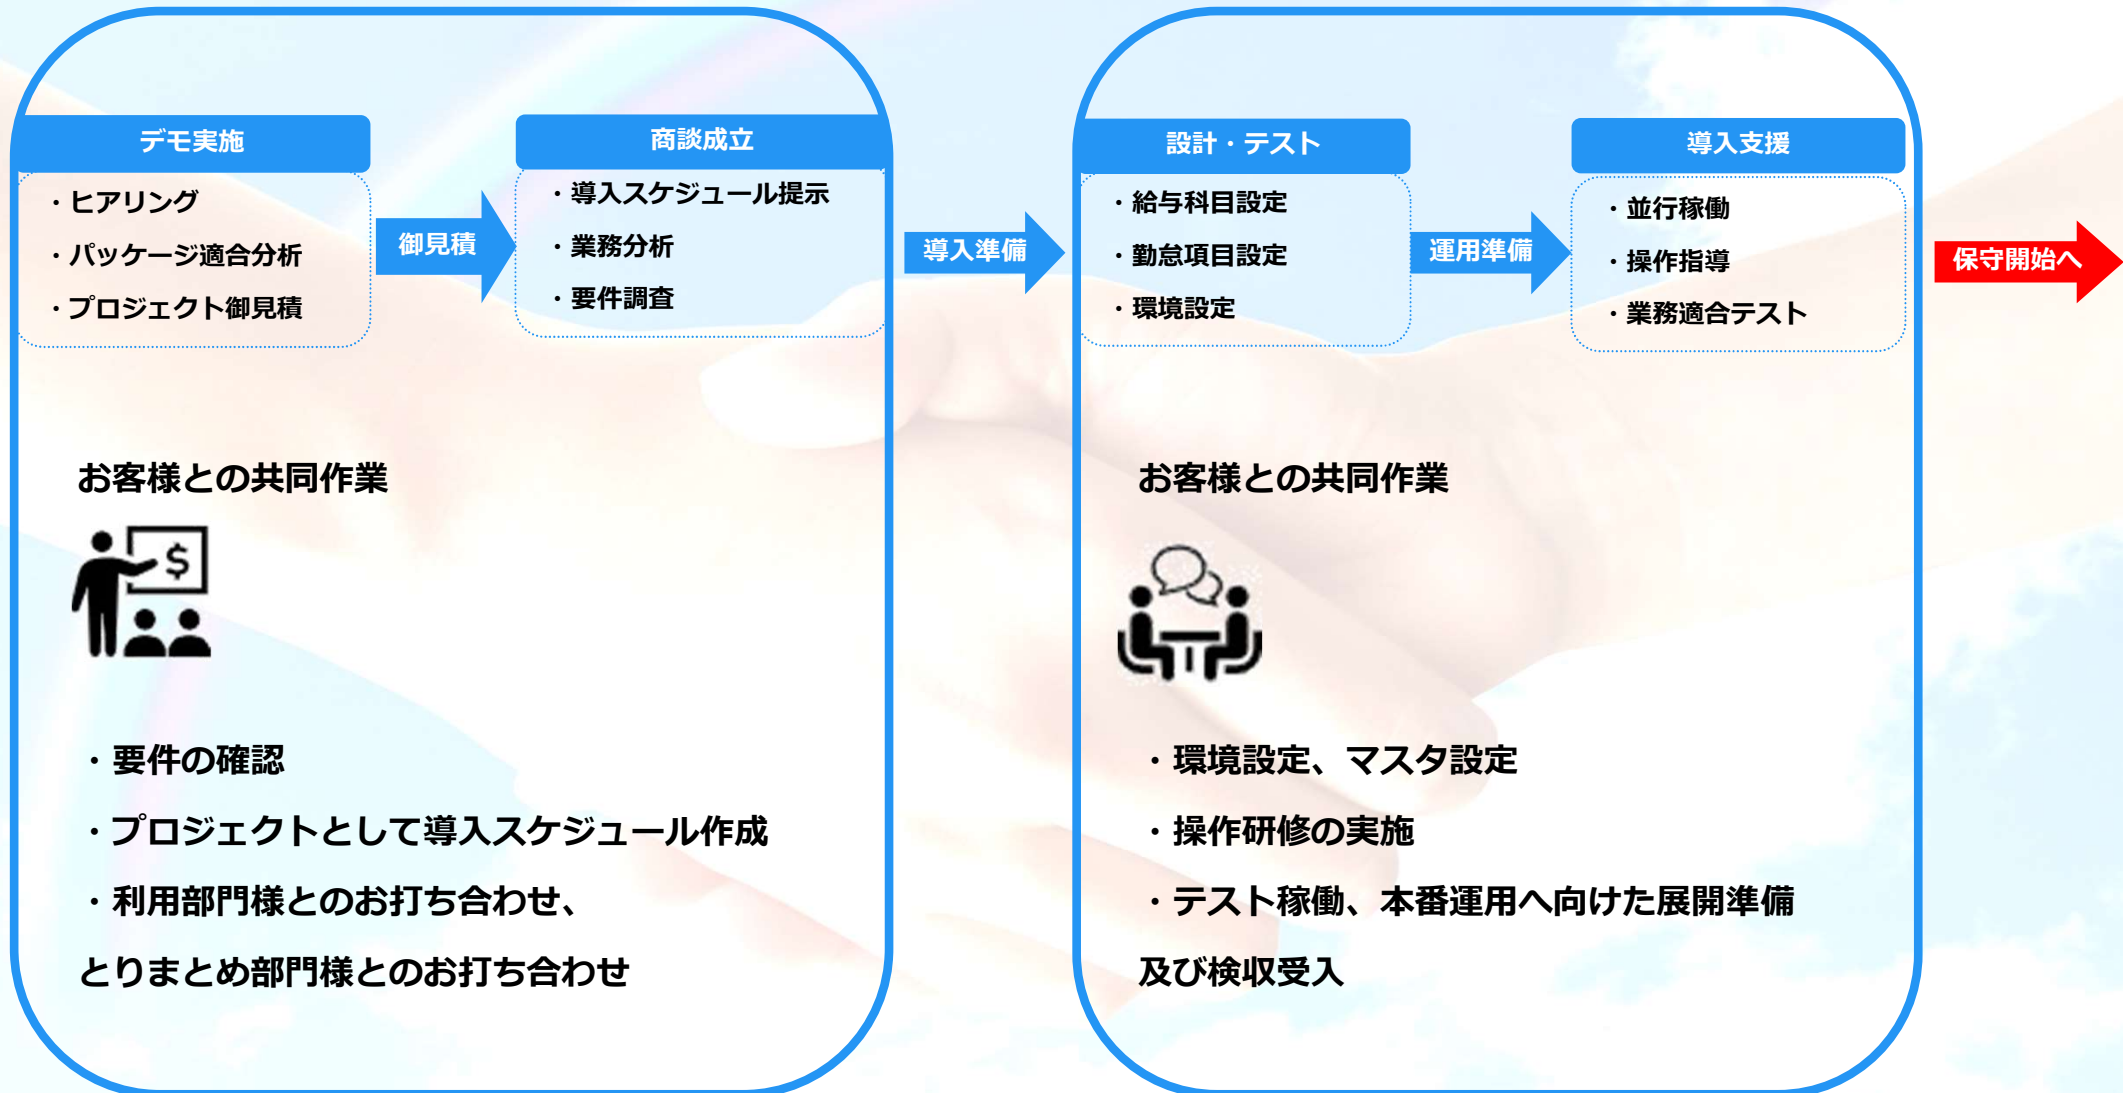 デモ実施
・ヒアリング
・パッケージ適合分析
・プロジェクト御見積
御見積
商談成立
・導入スケジュール提示
・業務分析
・要件調査
導入準備
設計・テスト
・給与科目設定
・勤怠項目設定
・環境設定
運用準備
導入支援
・並行稼働
・操作指導
・業務適合テスト
保守開始へ
お客様との共同作業
$
・要件の確認
・プロジェクトとして導入スケジュール作成
・利用部門様とのお打ち合わせ、
とりまとめ部門様とのお打ち合わせ
お客様との共同作業
・環境設定、マスタ設定
・操作研修の実施
・テスト稼働、本番運用へ向けた展開準備
及び検収受入